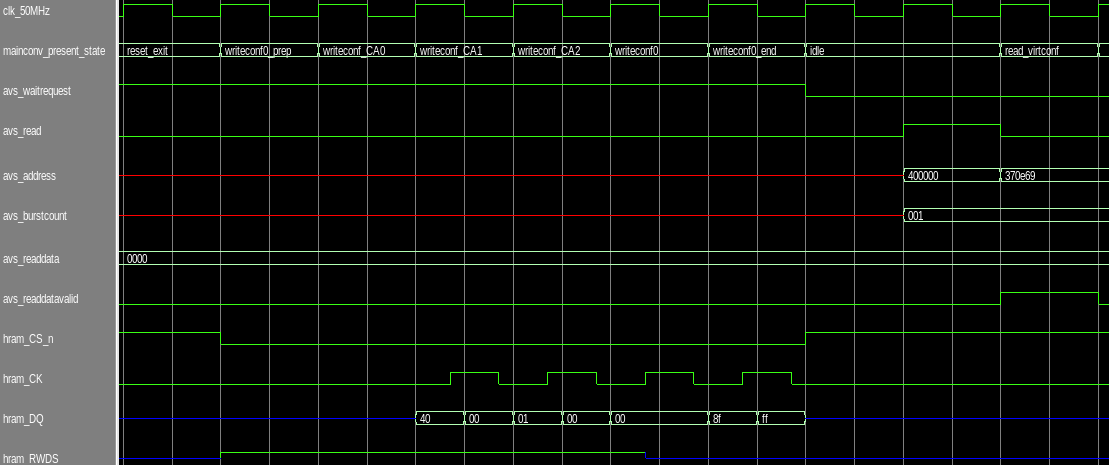 clk_50MHz
mainconv_present_state reset_exit writeconf0_prep writeconf_CA0 writeconf_CA1 writeconf_CA2 writeconf0 writeconf0_end idle read_virtconf
avs_waitrequest
avs_read
avs_address 400000 370e69
avs_burstcount 001
avs_readdata 0000
avs_readdatavalid
hram_CS_n
hram_CK
hram_DQ 40 00 01 00 00 8f ff
hram_RWDS